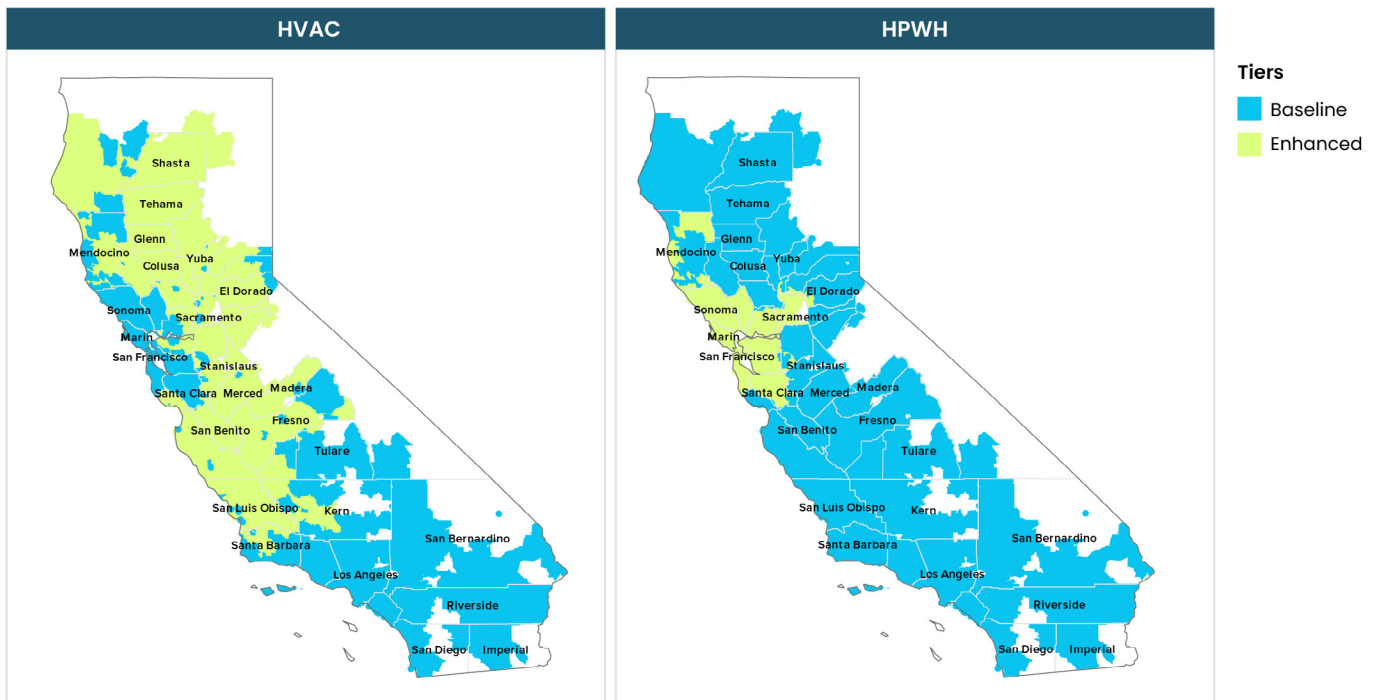 HVAC
Shasta
Tehama
Glenn
Mendocino
Yuba
Colusa
El Dorado
Sonoma
Sacramento
Marin
San Francisco
Stanislaus
Santa Clara
Merced
Madera
Fresno
San Benito
Tulare
San Luis Obispo
Kern
San Bernardino
Santa Barbara
Los Angeles
Riverside
San Diego
Imperial
HPWH
Shasta
Tehama
Glenn
Mendocino
Yuba
Colusa
El Dorado
Sonoma
Sacramento
Marin
San Francisco
Stanislaus
Santa Clara
Merced
Madera
Fresno
San Benito
Tulare
San Luis Obispo
Kern
San Bernardino
Santa Barbara
Los Angeles
Riverside
San Diego
Imperial
Tiers
Baseline
Enhanced